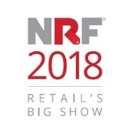 NRF®
2018
RETAIL'S
BIG SHOW